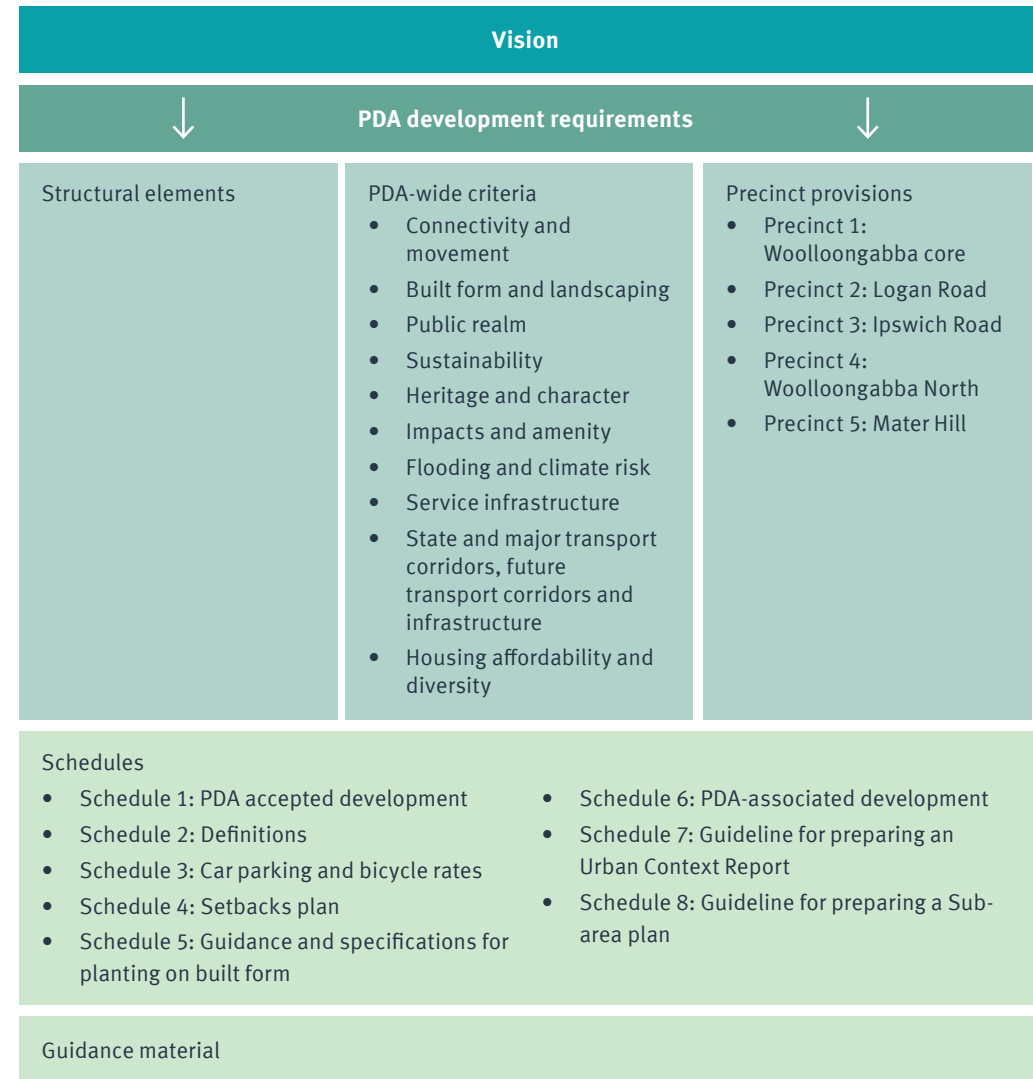 Vision
PDA development requirements
Structural elements
PDA-wide criteria
• Connectivity and
movement
• Built form and landscaping
• Public realm
• Sustainability
• Heritage and character
• Impacts and amenity
• Flooding and climate risk
• Service infrastructure
• State and major transport
corridors, future
transport corridors and
infrastructure
• Housing affordability and
diversity
Precinct provisions
• Precinct 1:
Woolloongabba core
• Precinct 2: Logan Road
• Precinct 3: Ipswich Road
• Precinct 4:
Woolloongabba North
• Precinct 5: Mater Hill
Schedules
• Schedule 1: PDA accepted development
• Schedule 2: Definitions
• Schedule 3: Car parking and bicycle rates
• Schedule 4: Setbacks plan
• Schedule 5: Guidance and specifications for
planting on built form
• Schedule 6: PDA-associated development
• Schedule 7: Guideline for preparing an
Urban Context Report
• Schedule 8: Guideline for preparing a Sub-
area plan
Guidance material